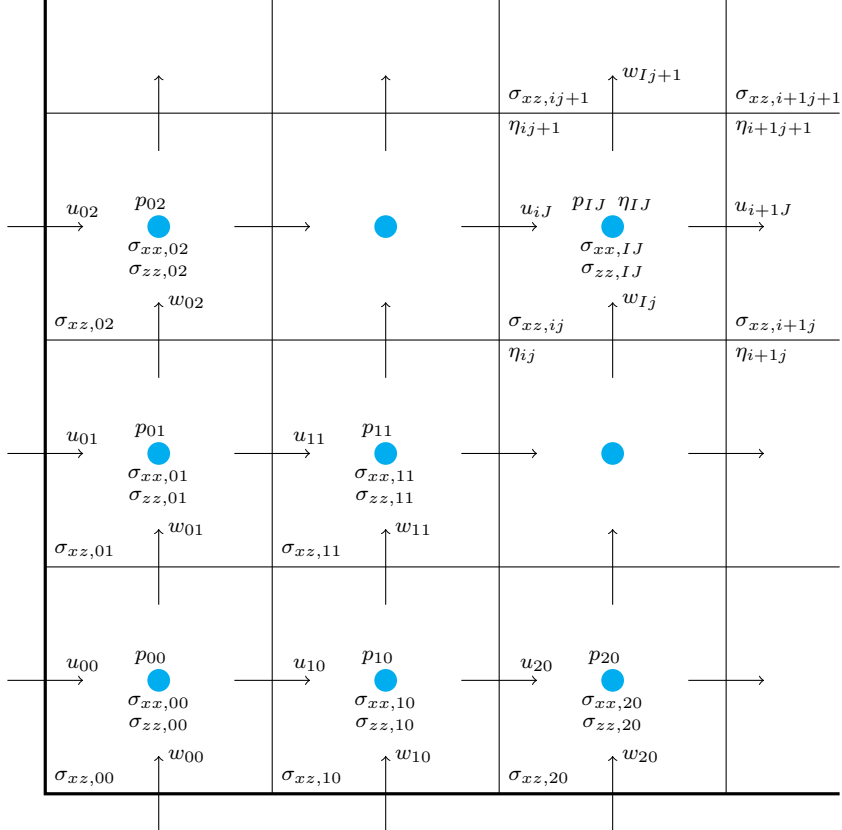 w_{Ij+1}
σ_{xz,ij+1} σ_{xz,i+1j+1}
η_{ij+1} η_{i+1j+1}
u_{02} p_{02} u_{iJ} p_{IJ} η_{IJ} u_{i+1J}
σ_{xx,02} σ_{xx,IJ}
σ_{zz,02} σ_{zz,IJ}
w_{02} w_{Ij}
σ_{xz,02} σ_{xz,ij} σ_{xz,i+1j}
η_{ij} η_{i+1j}
u_{01} p_{01} u_{11} p_{11}
σ_{xx,01} σ_{xx,11}
σ_{zz,01} σ_{zz,11}
w_{01} w_{11}
σ_{xz,01} σ_{xz,11}
u_{00} p_{00} u_{10} p_{10} u_{20} p_{20}
σ_{xx,00} σ_{xx,10} σ_{xx,20}
σ_{zz,00} σ_{zz,10} σ_{zz,20}
w_{00} w_{10} w_{20}
σ_{xz,00} σ_{xz,10} σ_{xz,20}